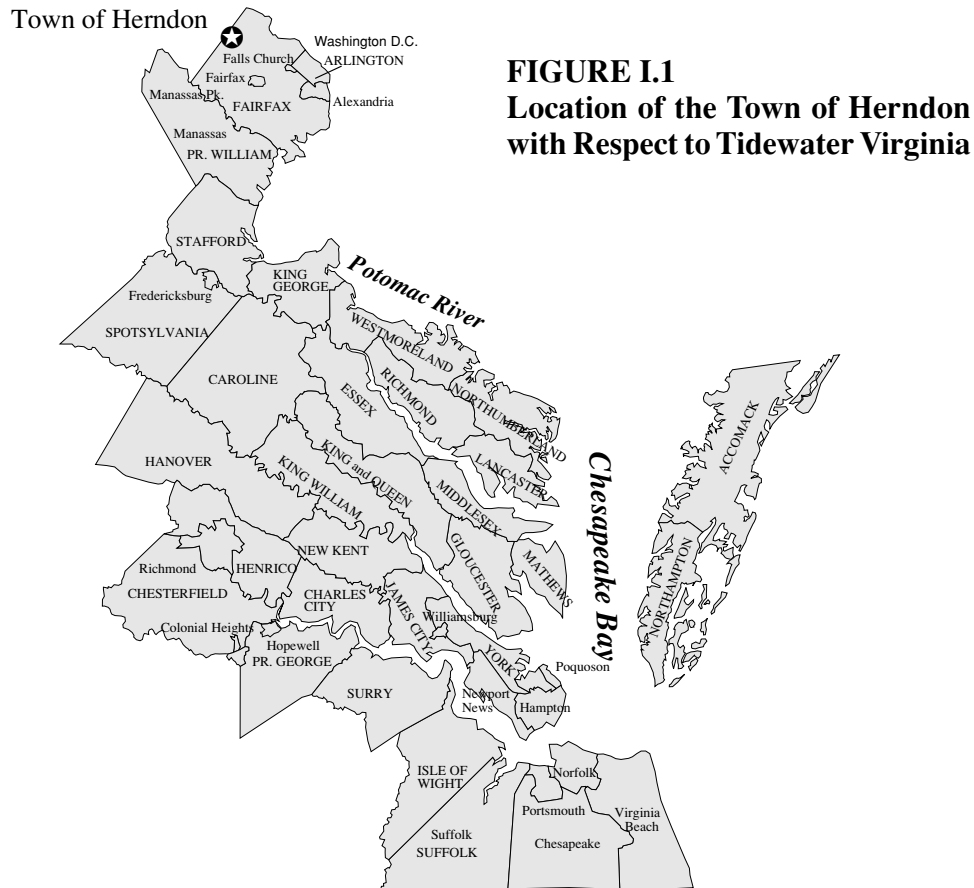 Town of Herndon
Washington D.C.
Falls Church
ARLINGTON
Fairfax
Manassas Pk.
FAIRFAX
Alexandria
Manassas
PR. WILLIAM
FIGURE I.1
Location of the Town of Herndon
with Respect to Tidewater Virginia
STAFFORD
KING
GEORGE
Potomac River
Fredericksburg
SPOTSYLVANIA
WESTMORELAND
CAROLINE
ESSEX
RICHMOND
NORTHUMBERLAND
ACCOMACK
HANOVER
KING and QUEEN
KING WILLIAM
LANCASTER
MIDDLESEX
Chesapeake Bay
NEW KENT
GLOUCESTER
MATHEWS
NORTHAMPTON
Richmond
HENRICO
CHESTERFIELD
CHARLES
CITY
JAMES CITY
Williamsburg
Colonial Heights
Hopewell
PR. GEORGE
YORK
Poquoson
SURRY
Newport
News
Hampton
ISLE OF
WIGHT
Norfolk
Portsmouth
Virginia
Beach
Suffolk
SUFFOLK
Chesapeake